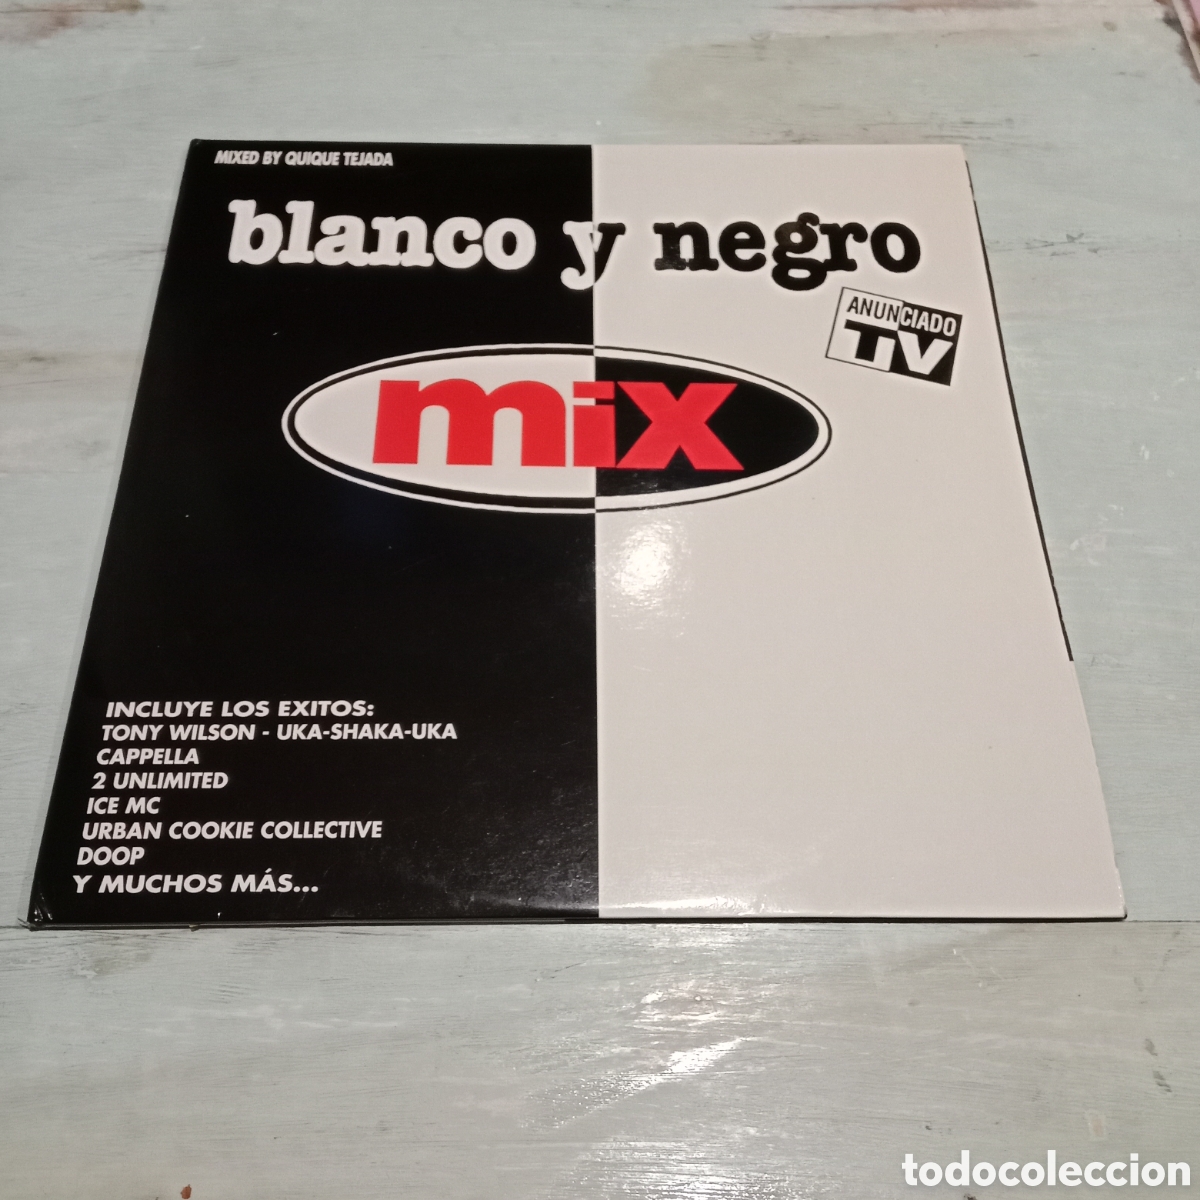 MIXED BY QUIQUE TEJADA
blanco y negro
ANUNCIADO
TV
mix
INCLUYE LOS EXITOS:
TONY WILSON - UKA-SHAKA-UKA
CAPPELLA
2 UNLIMITED
ICE MC
URBAN COOKIE COLLECTIVE
DOOP
Y MUCHOS MÁS...
todocoleccion